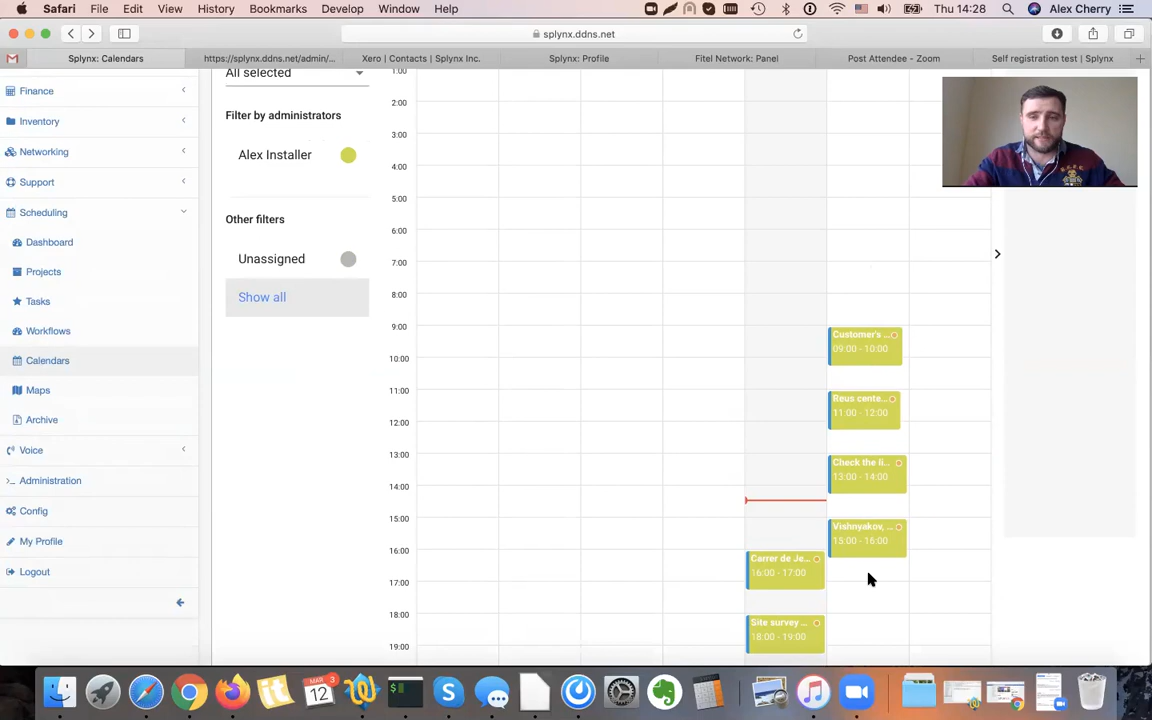 Safari File Edit View History Bookmarks Develop Window Help Thu 14:28 Alex Cherry
splynx.ddns.net
Splynx: Calendars https://splynx.ddns.net/admin/... Xero | Contacts | Splynx Inc. Splynx: Profile Fitel Network: Panel Post Attendee - Zoom Self registration test | Splynx
Finance
Inventory
Networking
Support
Scheduling
Dashboard
Projects
Tasks
Workflows
Calendars
Maps
Archive
Voice
Administration
Config
My Profile
Logout
All selected
Filter by administrators
Alex Installer
Other filters
Unassigned
Show all
1:00
2:00
3:00
4:00
5:00
6:00
7:00
8:00
9:00
10:00
11:00
12:00
13:00
14:00
15:00
16:00
17:00
18:00
19:00
Carrer de Je...
16:00 - 17:00
Site survey ...
18:00 - 19:00
Customer's ...
09:00 - 10:00
Reus cente...
11:00 - 12:00
Check the li...
13:00 - 14:00
Vishnyakov, ...
15:00 - 16:00
MAR
12
3